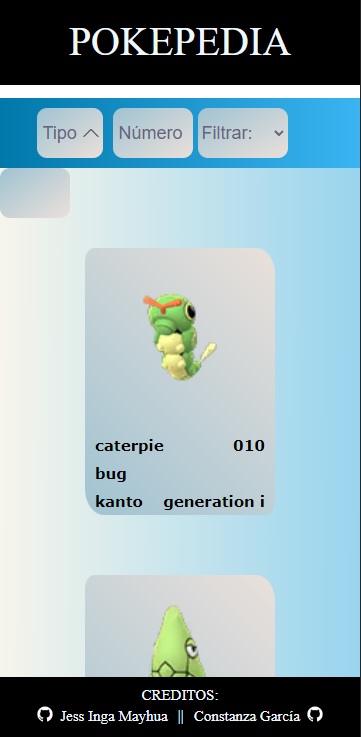 POKEPEDIA
Tipo Número Filtrar:
caterpie 010
bug
kanto generation i
CREDITOS:
Jess Inga Mayhua || Constanza García